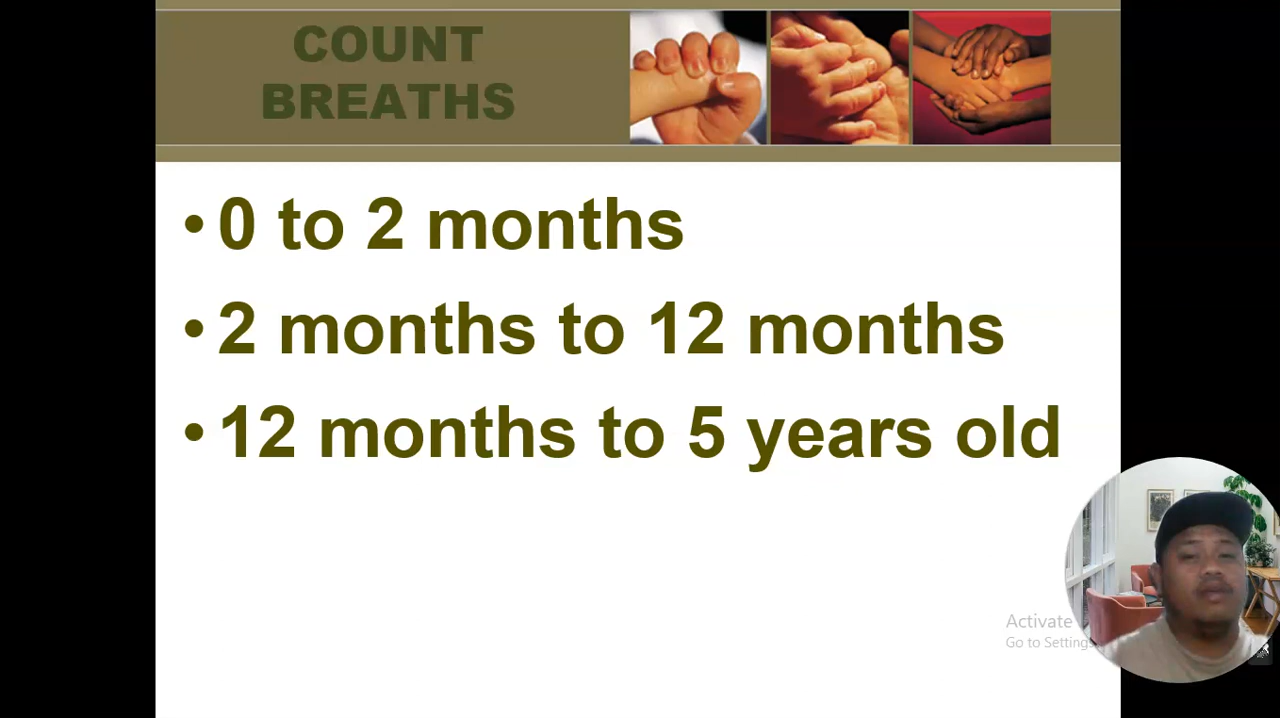 COUNT
BREATHS
• 0 to 2 months
• 2 months to 12 months
• 12 months to 5 years old
Activate
Go to Settings